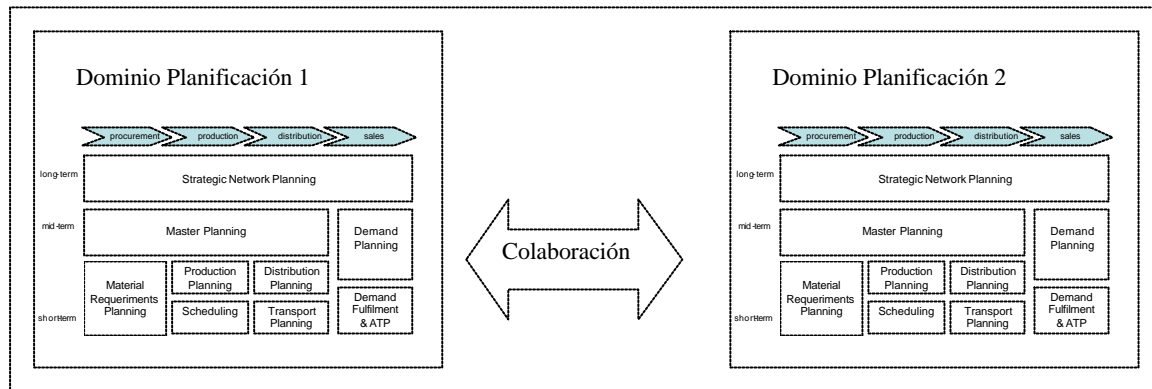 Dominio Planificación 1
procurement production distribution sales
long-term
Strategic Network Planning
mid-term
Master Planning
Demand
Planning
Material
Requeriments
Planning
Production
Planning
Distribution
Planning
short-term
Scheduling
Transport
Planning
Demand
Fulfilment
& ATP
Colaboración
Dominio Planificación 2
procurement production distribution sales
long-term
Strategic Network Planning
mid-term
Master Planning
Demand
Planning
Material
Requeriments
Planning
Production
Planning
Distribution
Planning
short-term
Scheduling
Transport
Planning
Demand
Fulfilment
& ATP